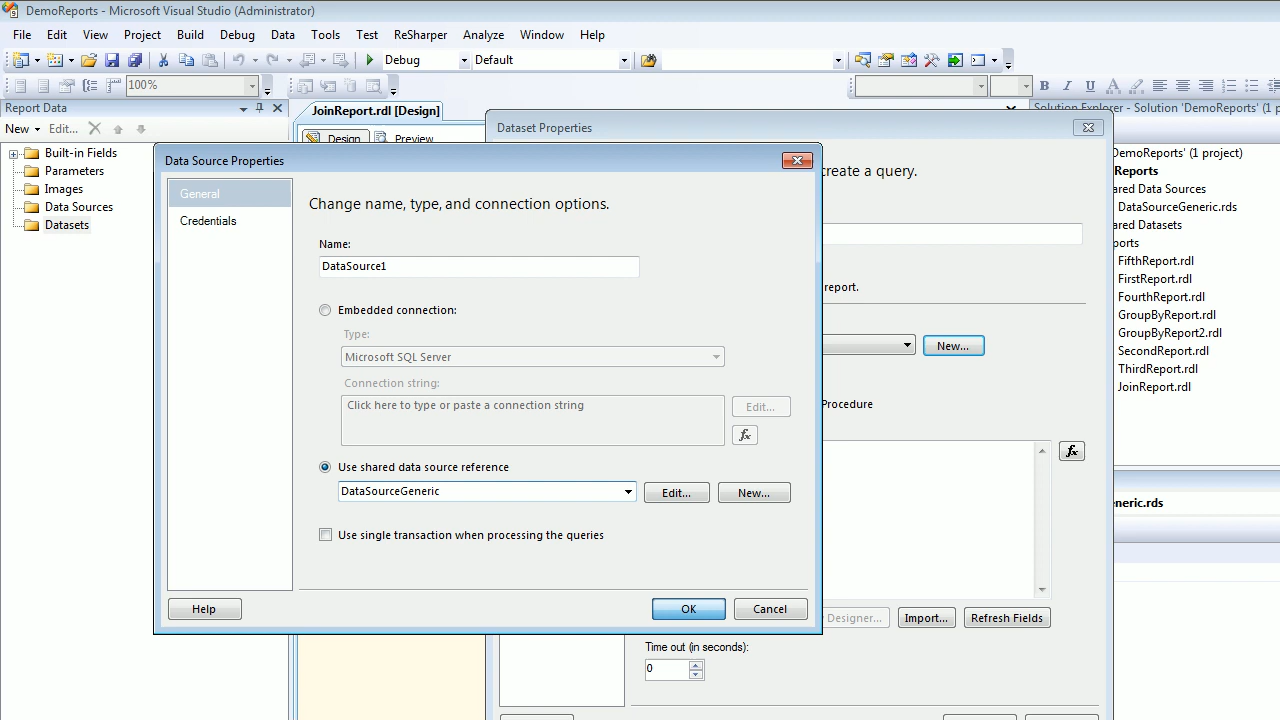 DemoReports - Microsoft Visual Studio (Administrator)
File Edit View Project Build Debug Data Tools Test ReSharper Analyze Window Help
Debug Default
100%
Report Data
New Edit...
Built-in Fields
Parameters
Images
Data Sources
Datasets
JoinReport.rdl [Design]
Design Preview
Dataset Properties
create a query.
report.
New...
Procedure
Designer...
Import...
Refresh Fields
Time out (in seconds):
0
Data Source Properties
General
Credentials
Change name, type, and connection options.
Name:
DataSource1
Embedded connection:
Type:
Microsoft SQL Server
Connection string:
Click here to type or paste a connection string
Edit...
fx
Use shared data source reference
DataSourceGeneric
Edit...
New...
Use single transaction when processing the queries
Help
OK
Cancel
fx
Solution Explorer - Solution 'DemoReports' (1 p
DemoReports' (1 project)
Reports
ared Data Sources
DataSourceGeneric.rds
ared Datasets
ports
FifthReport.rdl
FirstReport.rdl
FourthReport.rdl
GroupByReport.rdl
GroupByReport2.rdl
SecondReport.rdl
ThirdReport.rdl
JoinReport.rdl
neric.rds